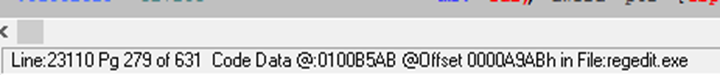 Line:23110 Pg 279 of 631 Code Data @:0100B5AB @Offset 0000A9ABh in File:regedit.exe